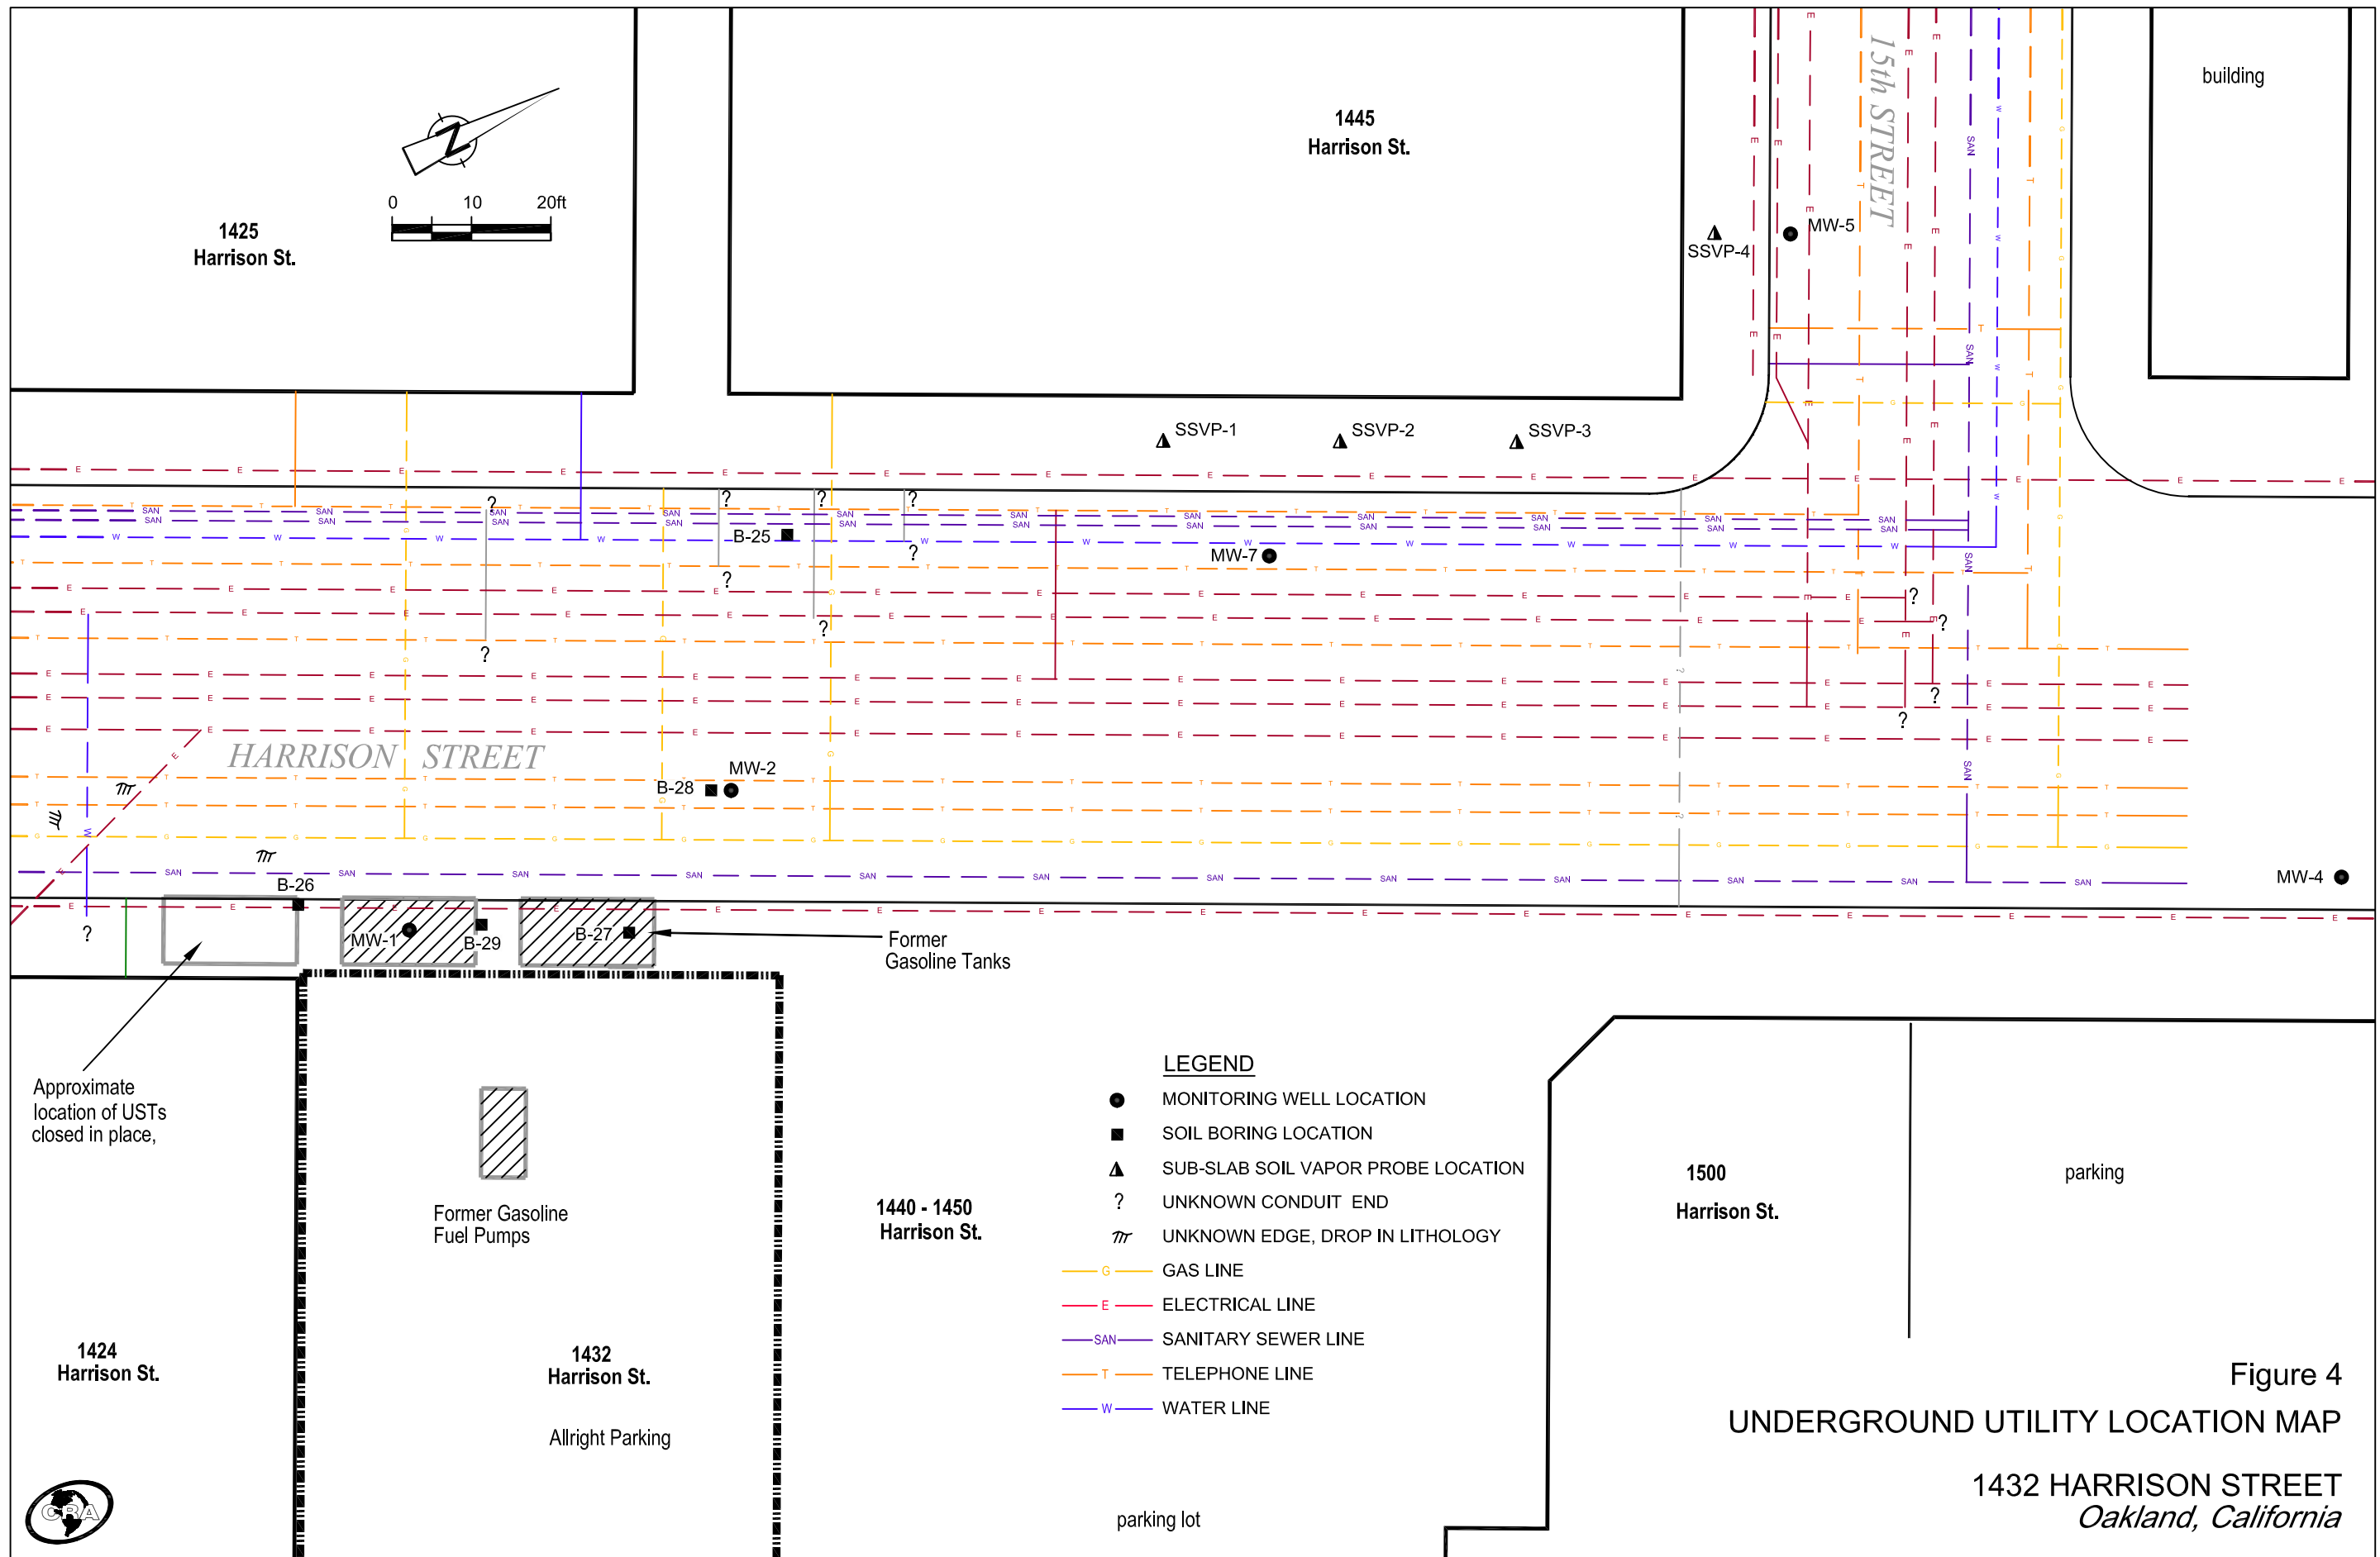 1425
Harrison St.
N
0 10 20ft
1445
Harrison St.
15th STREET
building
SSVP-4
MW-5
SSVP-1
SSVP-2
SSVP-3
B-25
MW-7
HARRISON STREET
MW-2
B-28
MW-4
B-26
MW-1
B-29
B-27
Former
Gasoline Tanks
Approximate
location of USTs
closed in place,
Former Gasoline
Fuel Pumps
1424
Harrison St.
1432
Harrison St.
Allright Parking
1440 - 1450
Harrison St.
parking lot
1500
Harrison St.
parking
LEGEND
MONITORING WELL LOCATION
SOIL BORING LOCATION
SUB-SLAB SOIL VAPOR PROBE LOCATION
? UNKNOWN CONDUIT END
UNKNOWN EDGE, DROP IN LITHOLOGY
G GAS LINE
E ELECTRICAL LINE
SAN SANITARY SEWER LINE
T TELEPHONE LINE
W WATER LINE
Figure 4
UNDERGROUND UTILITY LOCATION MAP
1432 HARRISON STREET
Oakland, California
CRA